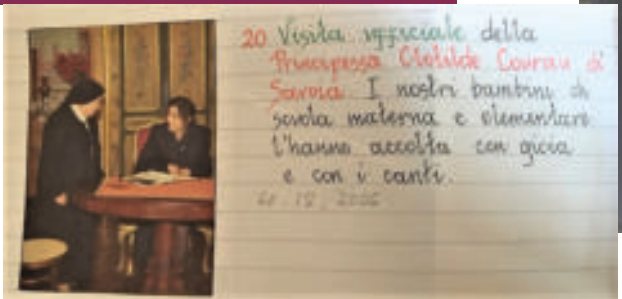 20 Visita ufficiale della
Principessa Clotilde Courau di
Savoia I nostri bambini di
scuola materna e elementare
l'hanno accolta con gioia
e con i canti.